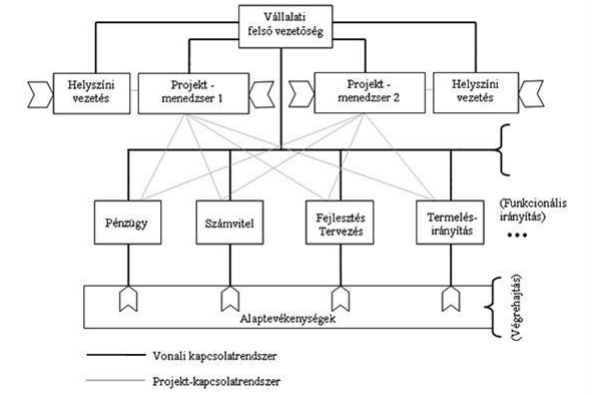 Vállalati
felső vezetőség
Helyszíni
vezetés
Projekt -
menedzser 1
Projekt -
menedzser 2
Helyszíni
vezetés
Pénzügy
Számvitel
Fejlesztés
Tervezés
Termelés-
irányítás
(Funkcionális
irányítás)
•••
Alaptevékenységek
(Végrehajtás)
Vonali kapcsolatrendszer
Projekt-kapcsolatrendszer